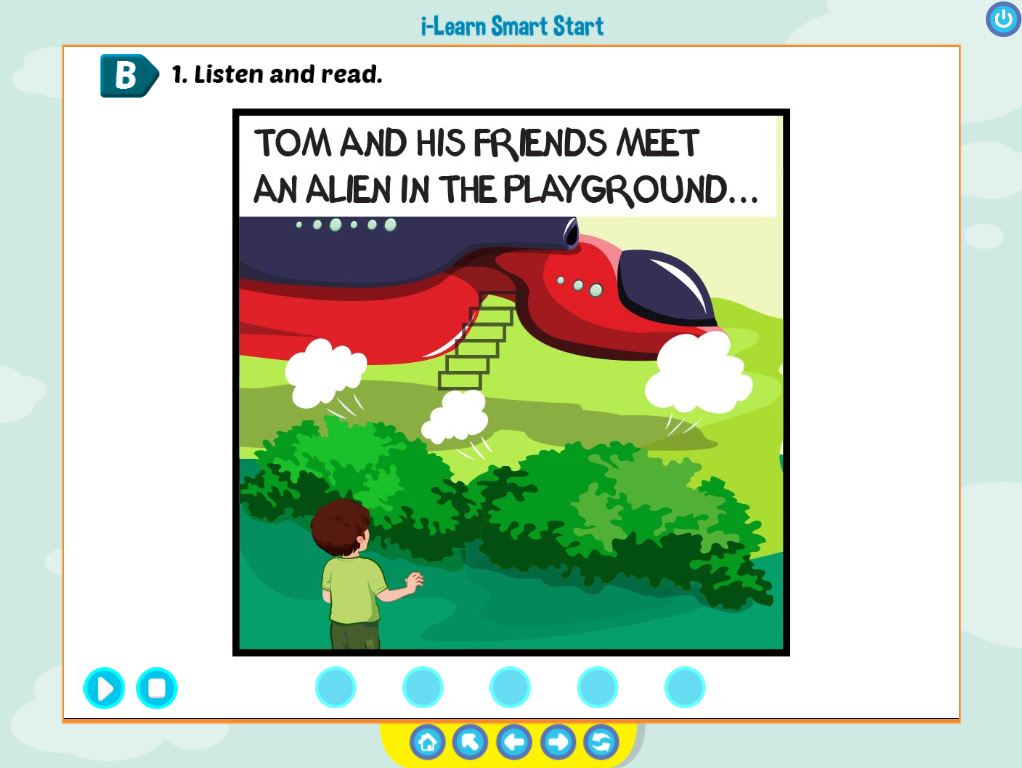 i-Learn Smart Start
B 1. Listen and read.
TOM AND HIS FRIENDS MEET
AN ALIEN IN THE PLAYGROUND...